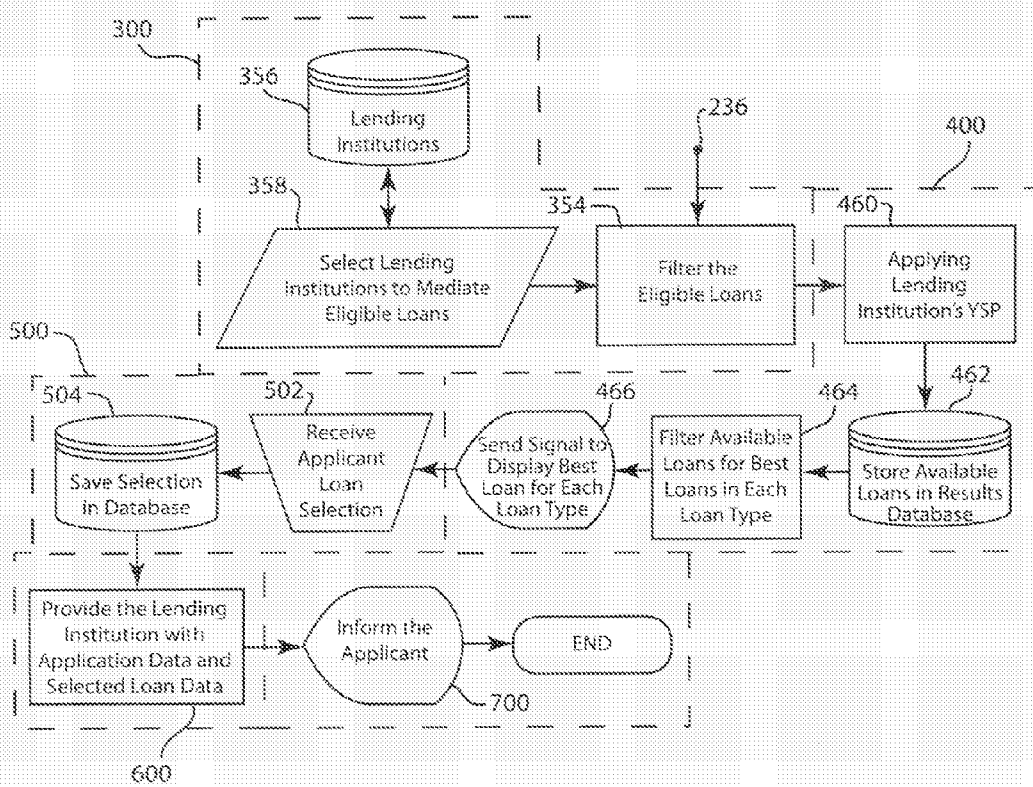 300
356
Lending
Institutions
236
400
358
354
460
Select Lending
Institutions to Mediate
Eligible Loans
Filter the
Eligible Loans
Applying
Lending
Institution's YSP
500
504
502
466
464
462
Save Selection
in Database
Receive
Applicant
Loan
Selection
Send Signal to
Display Best
Loan for Each
Loan Type
Filter Available
Loans for Best
Loans in Each
Loan Type
Store Available
Loans in Results
Database
Provide the Lending
Institution with
Application Data and
Selected Loan Data
Inform the
Applicant
END
700
600